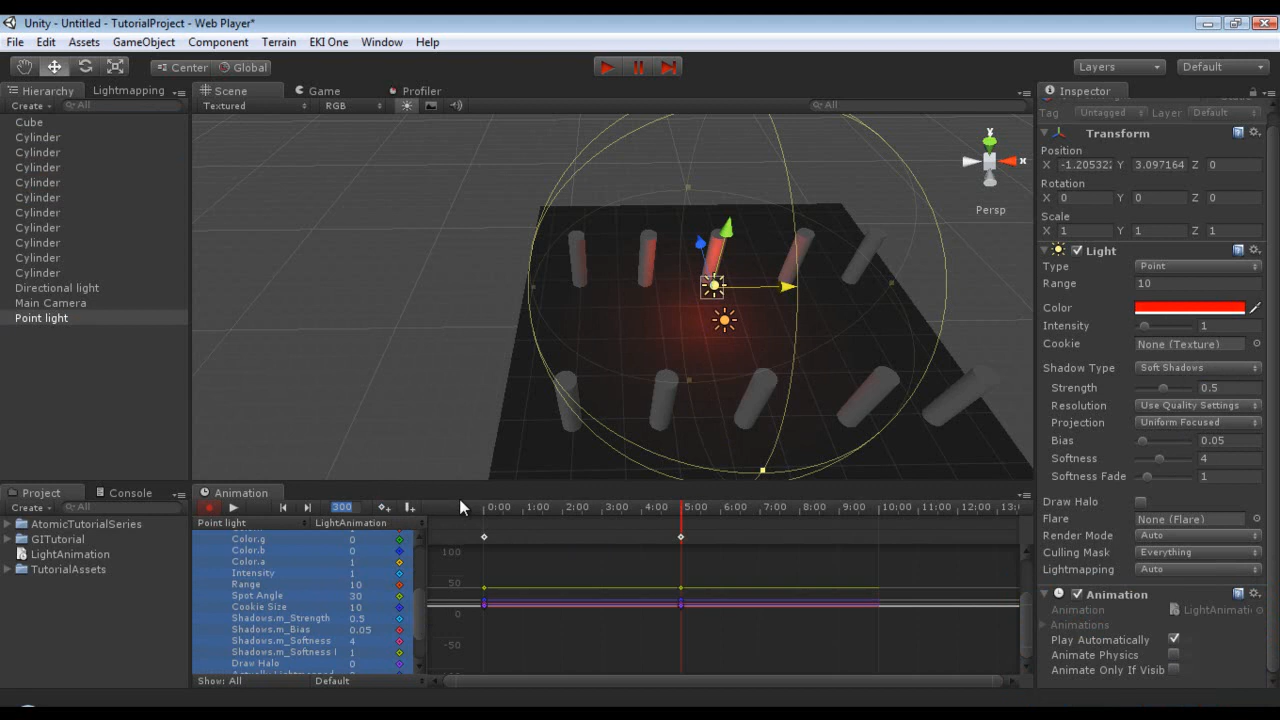 Unity - Untitled - TutorialProject - Web Player*
File Edit Assets GameObject Component Terrain EKI One Window Help
Center Global Layers Default
Hierarchy Lightmapping
Create All
Cube
Cylinder
Cylinder
Cylinder
Cylinder
Cylinder
Cylinder
Cylinder
Cylinder
Cylinder
Cylinder
Directional light
Main Camera
Point light
Scene Game Profiler
Textured RGB All
y
x
Persp
Inspector
Tag Untagged Layer Default
Transform
Position
X -1.20532 Y 3.097164 Z 0
Rotation
X 0 Y 0 Z 0
Scale
X 1 Y 1 Z 1
Light
Type Point
Range 10
Color
Intensity 1
Cookie None (Texture)
Shadow Type Soft Shadows
Strength 0.5
Resolution Use Quality Settings
Projection Uniform Focused
Bias 0.05
Softness 4
Softness Fade 1
Draw Halo
Flare None (Flare)
Render Mode Auto
Culling Mask Everything
Lightmapping Auto
Animation
Animation LightAnimati
Animations
Play Automatically
Animate Physics
Animate Only If Visib
Project Console
Create All
AtomicTutorialSeries
GITutorial
LightAnimation
TutorialAssets
Animation
300
0:00 1:00 2:00 3:00 4:00 5:00 6:00 7:00 8:00 9:00 10:00 11:00 12:00 13:
Point light LightAnimation
Color.g 0
Color.b 0
Color.a 1
Intensity 1
Range 10
Spot Angle 30
Cookie Size 10
Shadows.m_Strength 0.5
Shadows.m_Bias 0.05
Shadows.m_Softness 4
Shadows.m_Softness 1
Draw Halo 0
100
50
0
-50
Show: All Default